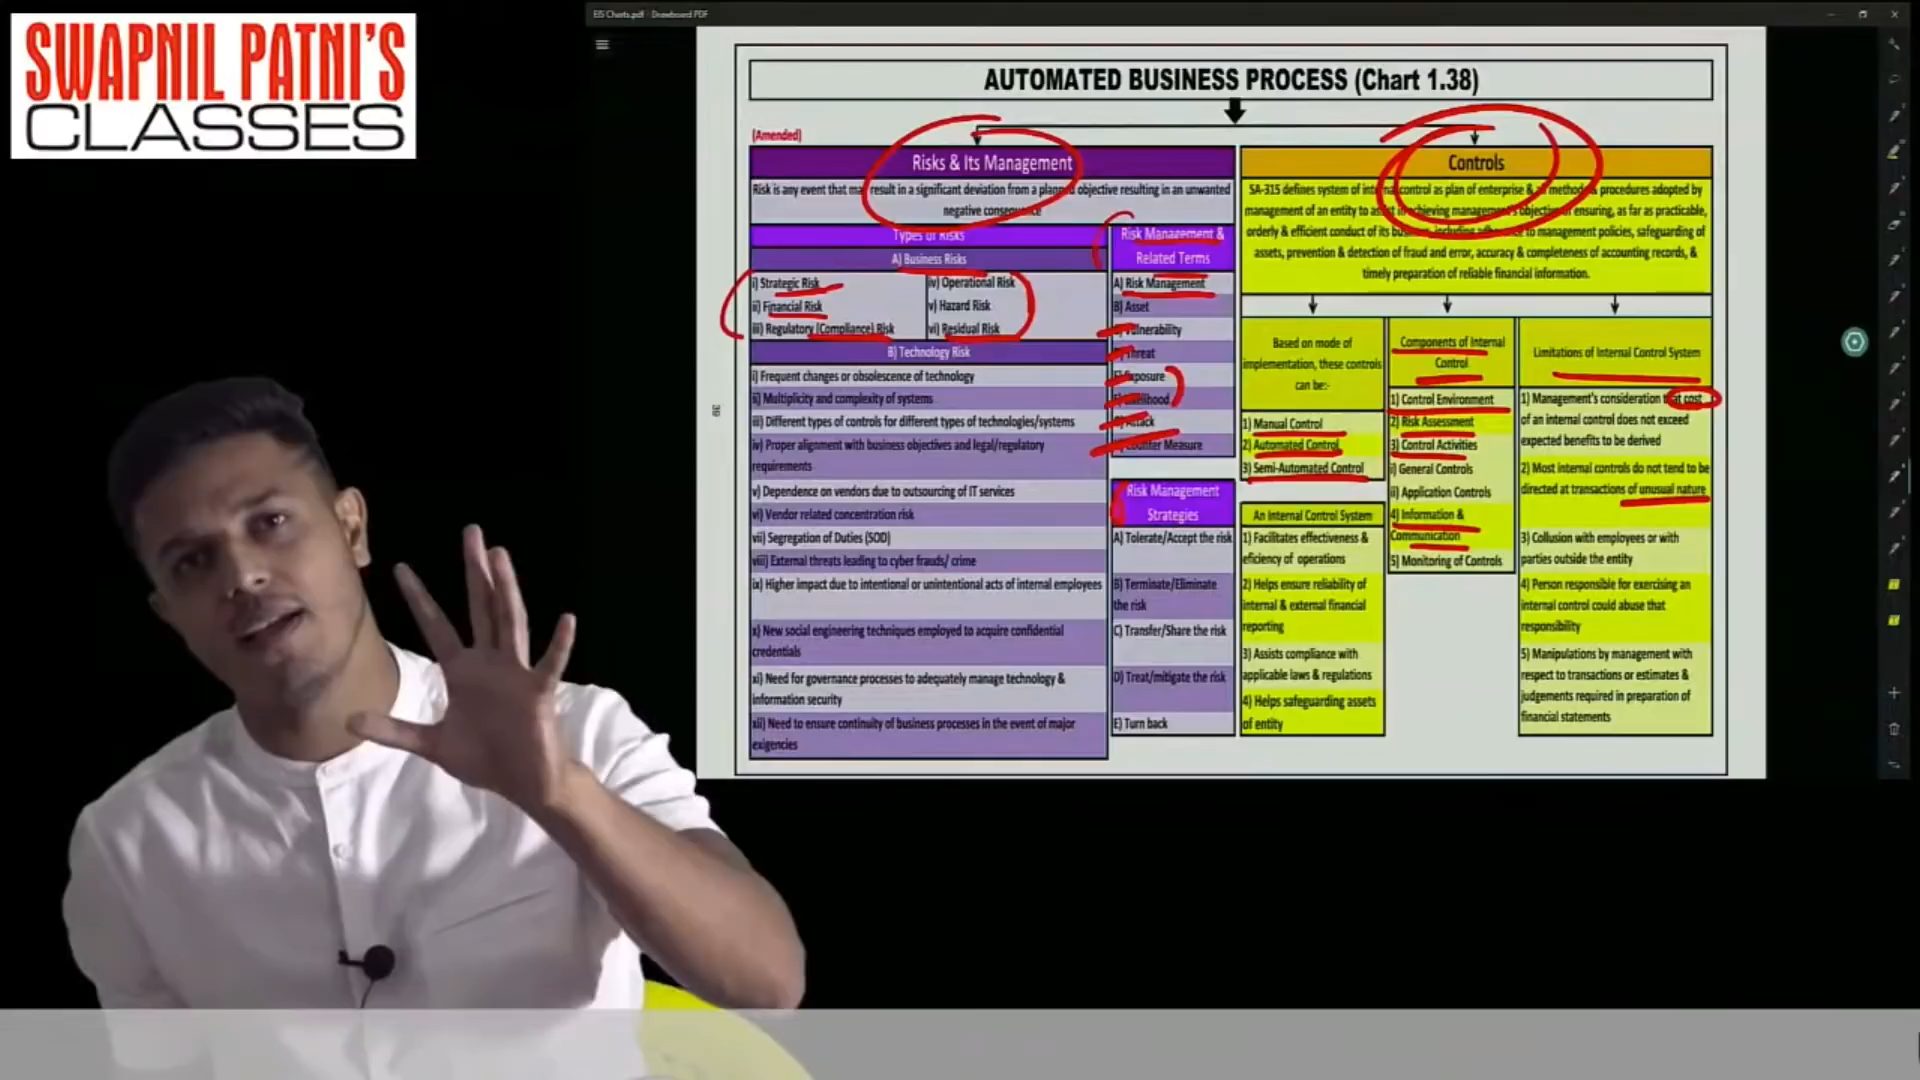 SWAPNIL PATNI'S
CLASSES
EIS Charts.pdf Drawboard PDF
AUTOMATED BUSINESS PROCESS (Chart 1.38)
(Amended)
Risks & Its Management
Risk is any event that may result in a significant deviation from a planned objective resulting in an unwanted
negative consequence
Types of Risks
A) Business Risks
i) Strategic Risk
ii) Financial Risk
iii) Regulatory (Compliance) Risk
iv) Operational Risk
v) Hazard Risk
vi) Residual Risk
B) Technology Risk
i) Frequent changes or obsolescence of technology
ii) Multiplicity and complexity of systems
iii) Different types of controls for different types of technologies/systems
iv) Proper alignment with business objectives and legal/regulatory
requirements
v) Dependence on vendors due to outsourcing of IT services
vi) Vendor related concentration risk
vii) Segregation of Duties (SOD)
viii) External threats leading to cyber frauds/ crime
ix) Higher impact due to intentional or unintentional acts of internal employees
x) New social engineering techniques employed to acquire confidential
credentials
xi) Need for governance processes to adequately manage technology &
information security
xii) Need to ensure continuity of business processes in the event of major
exigencies
Risk Management &
Related Terms
A) Risk Management
B) Asset
Vulnerability
Threat
Exposure
Likelihood
Attack
Counter Measure
Risk Management
Strategies
A) Tolerate/Accept the risk
B) Terminate/Eliminate
the risk
C) Transfer/Share the risk
D) Treat/mitigate the risk
E) Turn back
Controls
SA-315 defines system of internal control as plan of enterprise & all methods & procedures adopted by
management of an entity to assist in achieving management's objective of ensuring, as far as practicable,
orderly & efficient conduct of its business, including adherence to management policies, safeguarding of
assets, prevention & detection of fraud and error, accuracy & completeness of accounting records, &
timely preparation of reliable financial information.
Based on mode of
implementation, these controls
can be:-
1) Manual Control
2) Automated Control
3) Semi-Automated Control
An Internal Control System
1) Facilitates effectiveness &
eficiency of operations
2) Helps ensure reliability of
internal & external financial
reporting
3) Assists compliance with
applicable laws & regulations
4) Helps safeguarding assets
of entity
Components of Internal
Control
1) Control Environment
2) Risk Assessment
3) Control Activities
i) General Controls
ii) Application Controls
4) Information &
Communication
5) Monitoring of Controls
Limitations of Internal Control System
1) Management's consideration that cost
of an internal control does not exceed
expected benefits to be derived
2) Most internal controls do not tend to be
directed at transactions of unusual nature
3) Collusion with employees or with
parties outside the entity
4) Person responsible for exercising an
internal control could abuse that
responsibility
5) Manipulations by management with
respect to transactions or estimates &
judgements required in preparation of
financial statements
39